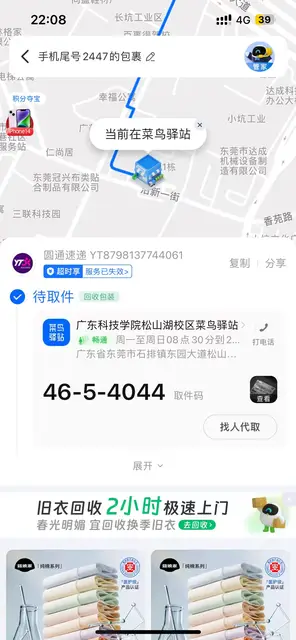 22:08
4G 39
手机尾号2447的包裹
管家
长坑工业区
小坑工业区
幸福公寓
积分夺宝
当前在菜鸟驿站
仁尚居
东莞冠兴布类贴
合制品有限公司
东莞市达成
机械设备制
造有限公司
沿新一街
香苑路
三联科技园
圆通速递 YT8798137744061
复制 | 分享
超时享 服务已失效>
待取件 回收包装
菜鸟
驿站
广东科技学院松山湖校区菜鸟驿站
畅通 周一至周日08点30分到2...
广东省东莞市石排镇东园大道松山...
打电话
46-5-4044 取件码
查看
找人代取
展开
旧衣回收 2小时 极速上门
春光明媚 宜回收换季旧衣 去回收>